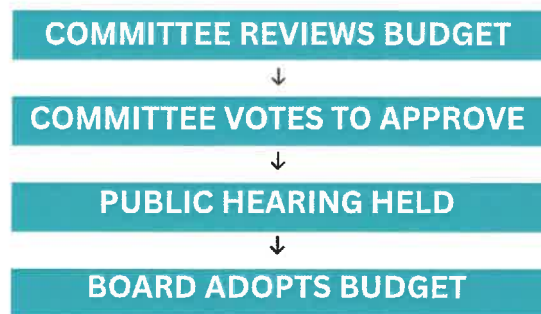 COMMITTEE REVIEWS BUDGET
↓
COMMITTEE VOTES TO APPROVE
↓
PUBLIC HEARING HELD
↓
BOARD ADOPTS BUDGET